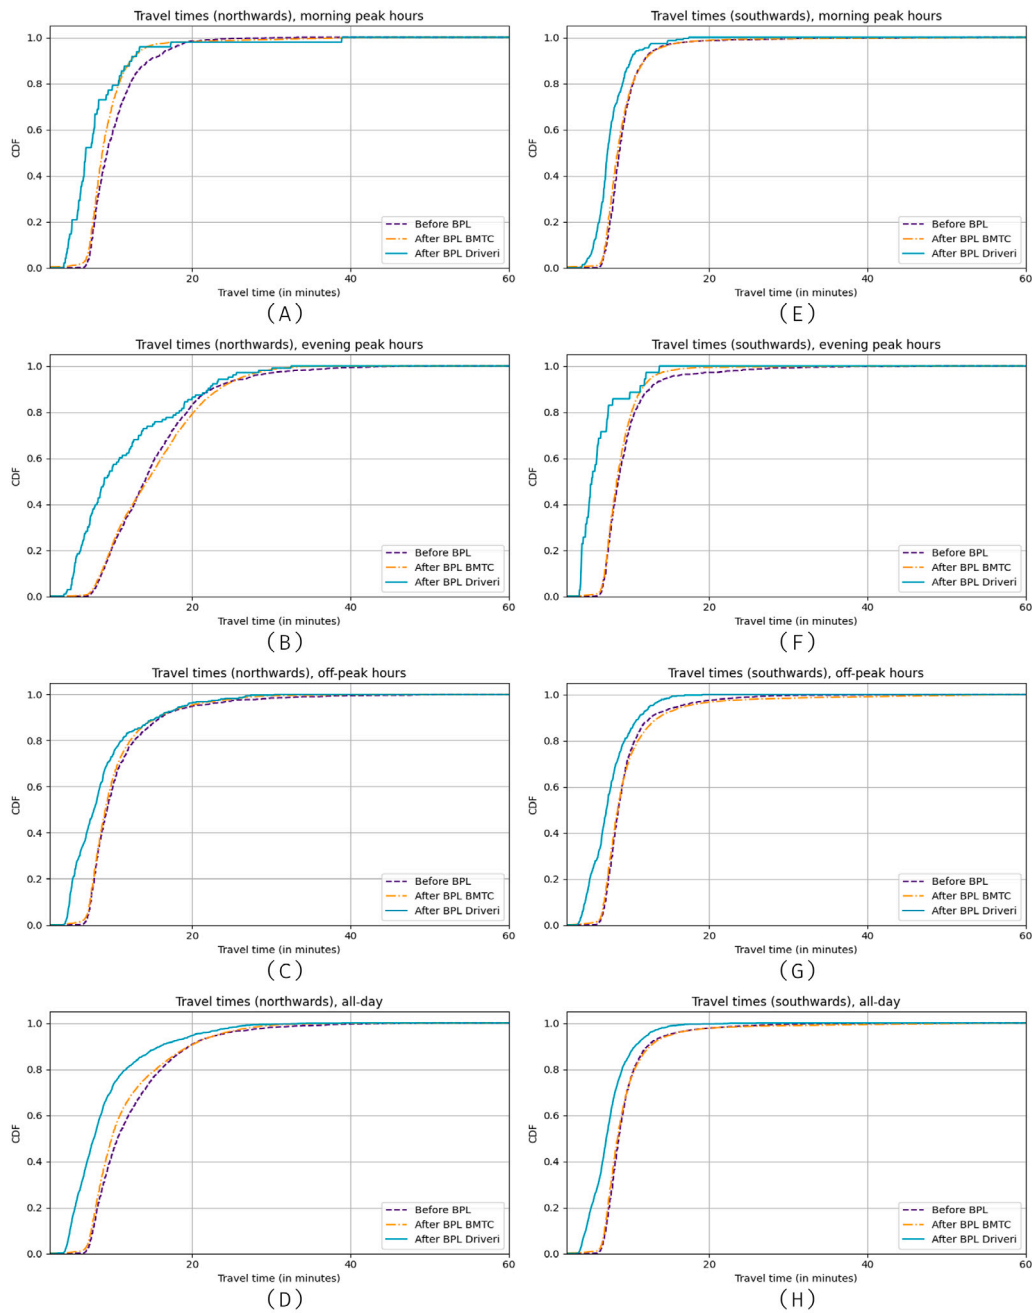 Travel times (northwards), morning peak hours
1.0
0.8
0.6
0.4
0.2
0.0
CDF
Before BPL
After BPL BMTC
After BPL Driveri
20
40
60
Travel time (in minutes)
(A)
Travel times (southwards), morning peak hours
1.0
0.8
0.6
0.4
0.2
0.0
CDF
Before BPL
After BPL BMTC
After BPL Driveri
20
40
60
Travel time (in minutes)
(E)
Travel times (northwards), evening peak hours
1.0
0.8
0.6
0.4
0.2
0.0
CDF
Before BPL
After BPL BMTC
After BPL Driveri
20
40
60
Travel time (in minutes)
(B)
Travel times (southwards), evening peak hours
1.0
0.8
0.6
0.4
0.2
0.0
CDF
Before BPL
After BPL BMTC
After BPL Driveri
20
40
60
Travel time (in minutes)
(F)
Travel times (northwards), off-peak hours
1.0
0.8
0.6
0.4
0.2
0.0
CDF
Before BPL
After BPL BMTC
After BPL Driveri
20
40
60
Travel time (in minutes)
(C)
Travel times (southwards), off-peak hours
1.0
0.8
0.6
0.4
0.2
0.0
CDF
Before BPL
After BPL BMTC
After BPL Driveri
20
40
60
Travel time (in minutes)
(G)
Travel times (northwards), all-day
1.0
0.8
0.6
0.4
0.2
0.0
CDF
Before BPL
After BPL BMTC
After BPL Driveri
20
40
60
Travel time (in minutes)
(D)
Travel times (southwards), all-day
1.0
0.8
0.6
0.4
0.2
0.0
CDF
Before BPL
After BPL BMTC
After BPL Driveri
20
40
60
Travel time (in minutes)
(H)